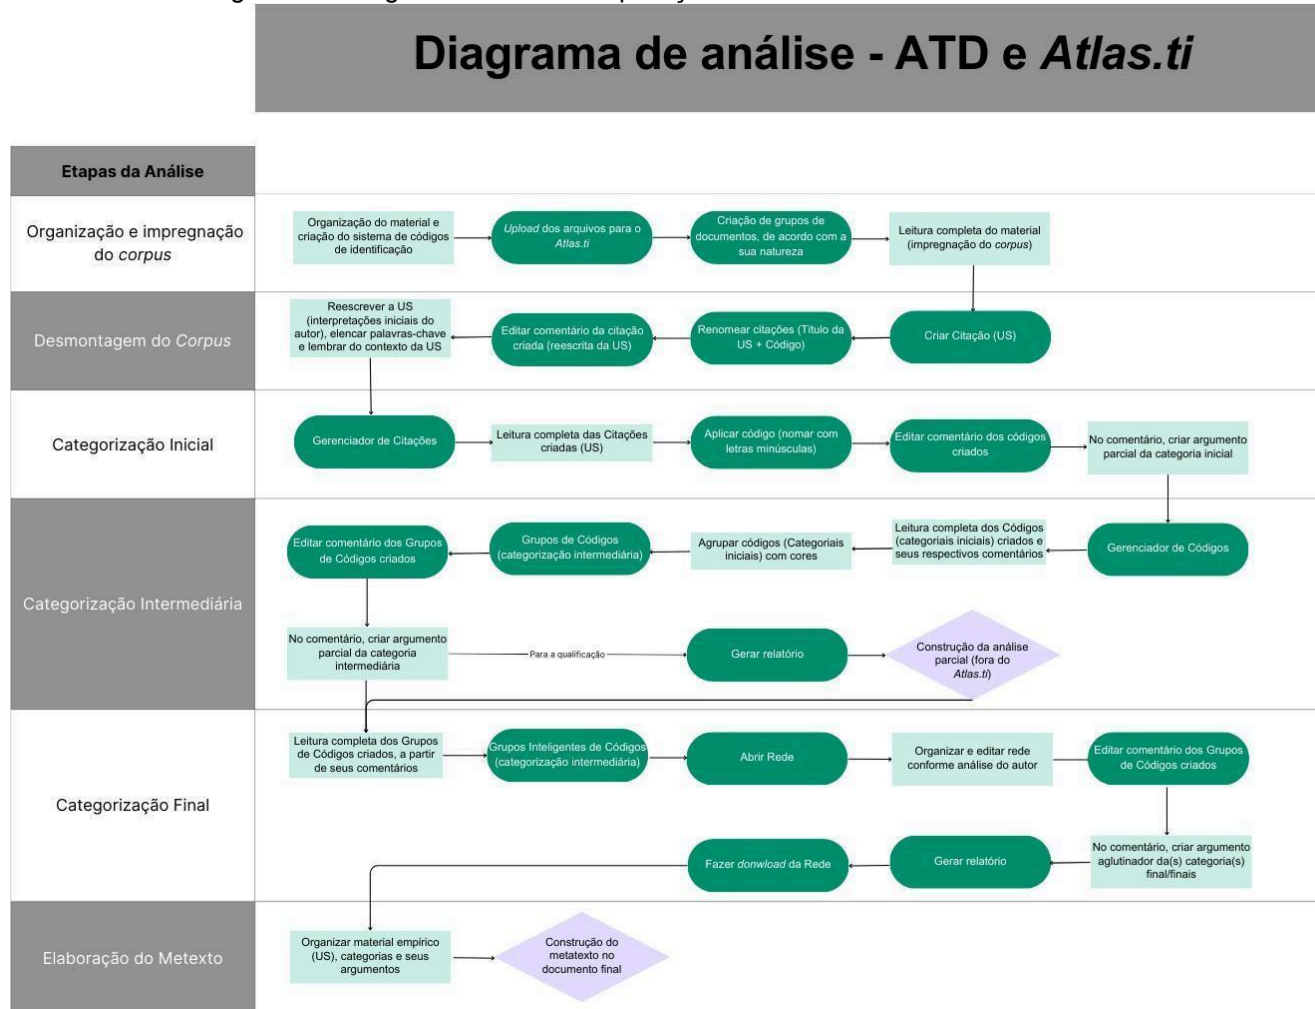 Diagrama de análise - ATD e Atlas.ti
Etapas da Análise
Organização e impregnação
do corpus
Organização do material e
criação do sistema de códigos
de identificação
Upload dos arquivos para o
Atlas.ti
Criação de grupos de
documentos, de acordo com a
sua natureza
Leitura completa do material
(impregnação do corpus)
Desmontagem do Corpus
Reescrever a US
(interpretações iniciais do
autor), elencar palavras-chave
e lembrar do contexto da US
Editar comentário da citação
criada (reescrita da US)
Renomear citações (Título da
US + Código)
Criar Citação (US)
Categorização Inicial
Gerenciador de Citações
Leitura completa das Citações
criadas (US)
Aplicar código (nomar com
letras minúsculas)
Editar comentário dos códigos
criados
No comentário, criar argumento
parcial da categoria inicial
Categorização Intermediária
Editar comentário dos Grupos
de Códigos criados
Grupos de Códigos
(categorização intermediária)
Agrupar códigos (Categoriais
iniciais) com cores
Leitura completa dos Códigos
(categoriais iniciais) criados e
seus respectivos comentários
Gerenciador de Códigos
No comentário, criar argumento
parcial da categoria
intermediária
Para a qualificação
Gerar relatório
Construção da análise
parcial (fora do
Atlas.ti)
Categorização Final
Leitura completa dos Grupos
de Códigos criados, a partir
de seus comentários
Grupos Inteligentes de Códigos
(categorização intermediária)
Abrir Rede
Organizar e editar rede
conforme análise do autor
Editar comentário dos Grupos
de Códigos criados
Fazer donwload da Rede
Gerar relatório
No comentário, criar argumento
aglutinador da(s) categoria(s)
final/finais
Elaboração do Metexto
Organizar material empírico
(US), categorias e seus
argumentos
Construção do
metatexto no
documento final